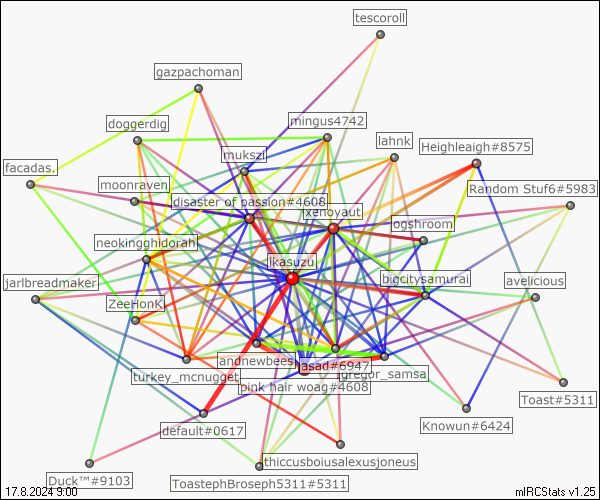 tescoroll
gazpachoman
doggerdig
mingus4742
lahnk
mukszi
Heighleaigh#8575
facadas.
moonraven
Random Stuf6#5983
disaster of passion#4608
xenoyaut
ogshroom
neokingghidorah
ikasuzu
bigcitysamurai
jarlbreadmaker
avelicious
ZeeHonK
andnewbees
asad#6947
gregor_samsa
turkey_mcnugget
pink hair woag#4608
Toast#5311
default#0617
Knowun#6424
thiccusboiusalexusjoneus
Duck™#9103
ToastephBroseph5311#5311
17.8.2024 9:00
mIRCStats v1.25